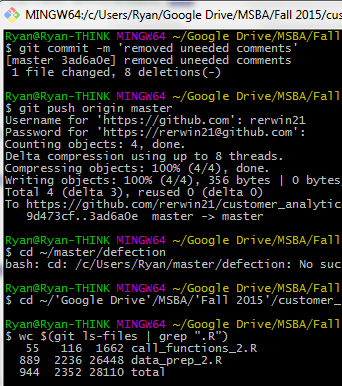 MINGW64:/c/Users/Ryan/Google Drive/MSBA/Fall 2015/cus
Ryan@Ryan-THINK MINGW64 ~/Google Drive/MSBA/Fall
$ git commit -m 'removed uneeded comments'
[master 3ad6a0e] removed uneeded comments
1 file changed, 8 deletions(-)
Ryan@Ryan-THINK MINGW64 ~/Google Drive/MSBA/Fall
$ git push origin master
Username for 'https://github.com': rerwin21
Password for 'https://rerwin21@github.com':
Counting objects: 4, done.
Delta compression using up to 8 threads.
Compressing objects: 100% (4/4), done.
Writing objects: 100% (4/4), 356 bytes | 0 bytes
Total 4 (delta 3), reused 0 (delta 0)
To https://github.com/rerwin21/customer_analytic
9d473cf..3ad6a0e master -> master
Ryan@Ryan-THINK MINGW64 ~/Google Drive/MSBA/Fall
$ cd ~/master/defection
bash: cd: /c/Users/Ryan/master/defection: No suc
Ryan@Ryan-THINK MINGW64 ~/Google Drive/MSBA/Fall
$ cd ~/'Google Drive'/MSBA/'Fall 2015'/customer_
Ryan@Ryan-THINK MINGW64 ~/Google Drive/MSBA/Fall
$ wc $(git ls-files | grep ".R")
55 116 1662 call_functions_2.R
889 2236 26448 data_prep_2.R
944 2352 28110 total